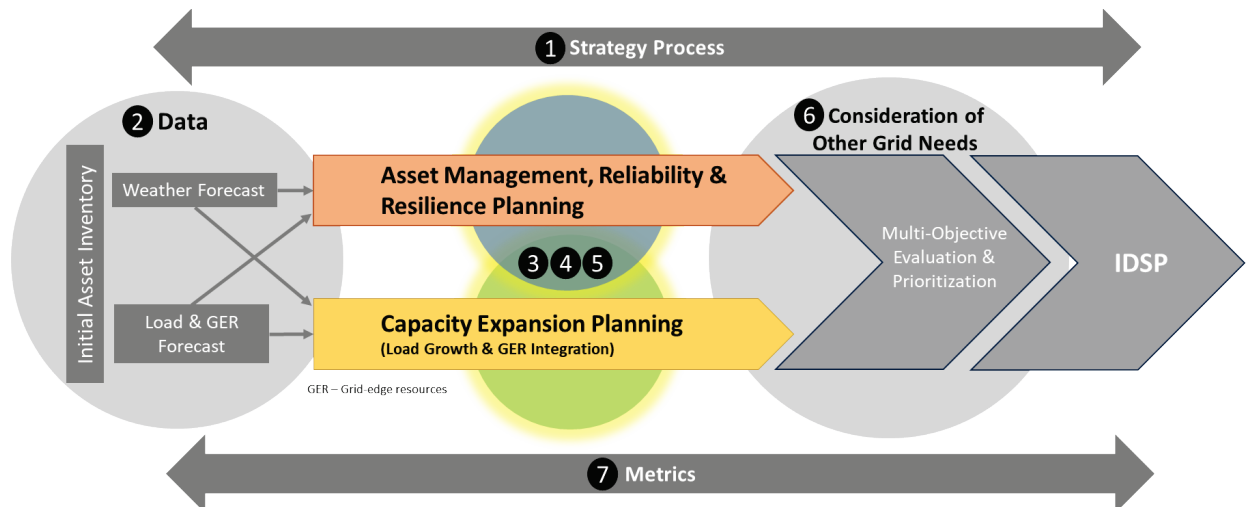 1 Strategy Process
2 Data
6 Consideration of
Other Grid Needs
Initial Asset Inventory
Weather Forecast
Load & GER
Forecast
Asset Management, Reliability &
Resilience Planning
3 4 5
Capacity Expansion Planning
(Load Growth & GER Integration)
GER – Grid-edge resources
Multi-Objective
Evaluation &
Prioritization
IDSP
7 Metrics